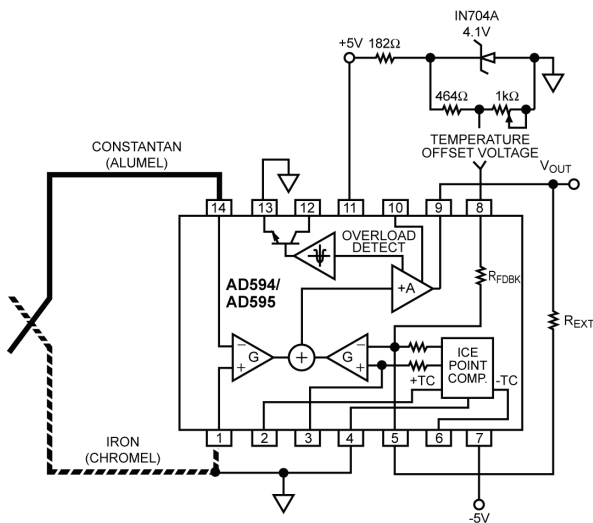 IN704A
4.1V
+5V
182Ω
464Ω
1kΩ
TEMPERATURE
OFFSET VOLTAGE
CONSTANTAN
(ALUMEL)
VOUT
14
13
12
11
10
9
8
OVERLOAD
DETECT
AD594/
AD595
+A
RFDBK
REXT
−
G
+
+
−
G
+
ICE
POINT
COMP.
+TC
-TC
1
2
3
4
5
6
7
IRON
(CHROMEL)
-5V